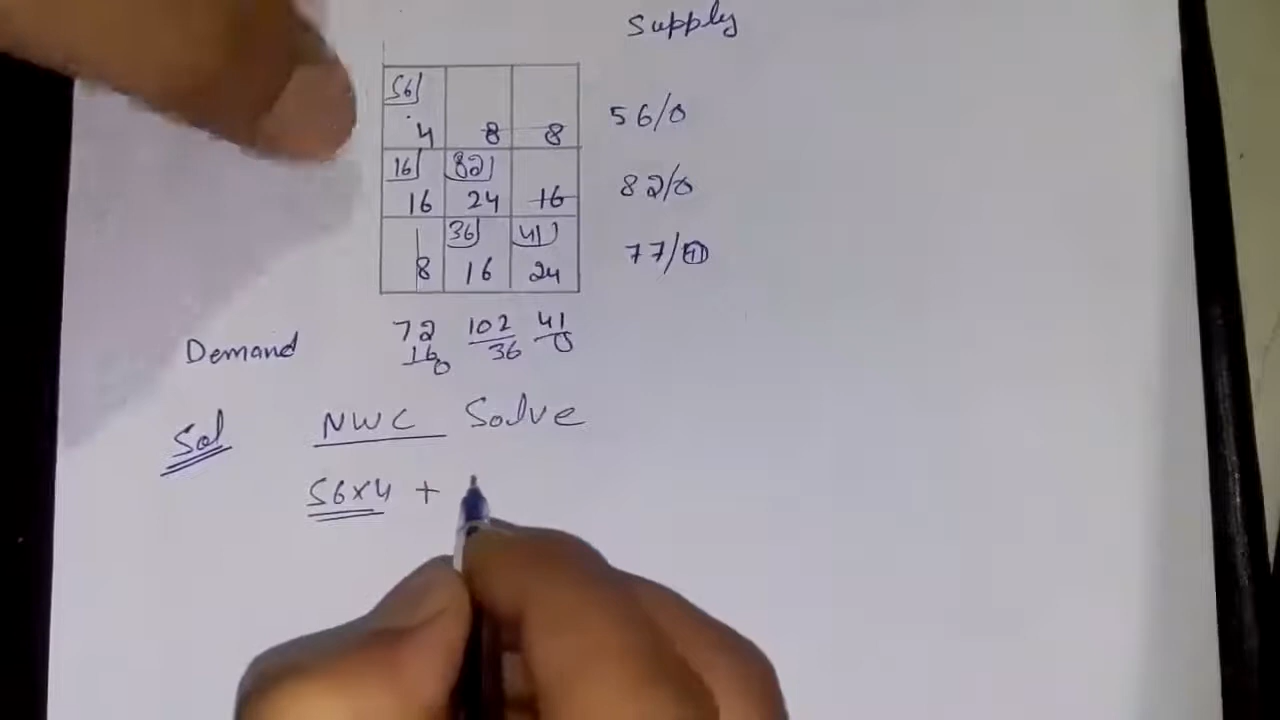 Supply
56
4 8 8 56/0
16 82
16 24 16 82/0
36 41
8 16 24 77/
72 102 41
Demand 16 36 0
0
Sol NWC Solve
56x4 +